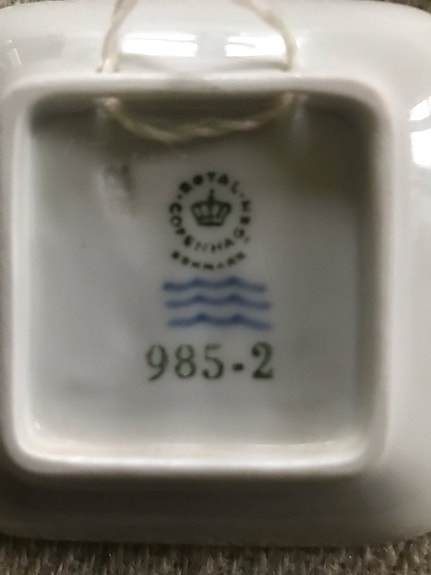 ROYAL
COPENHAGEN
DENMARK
985-2